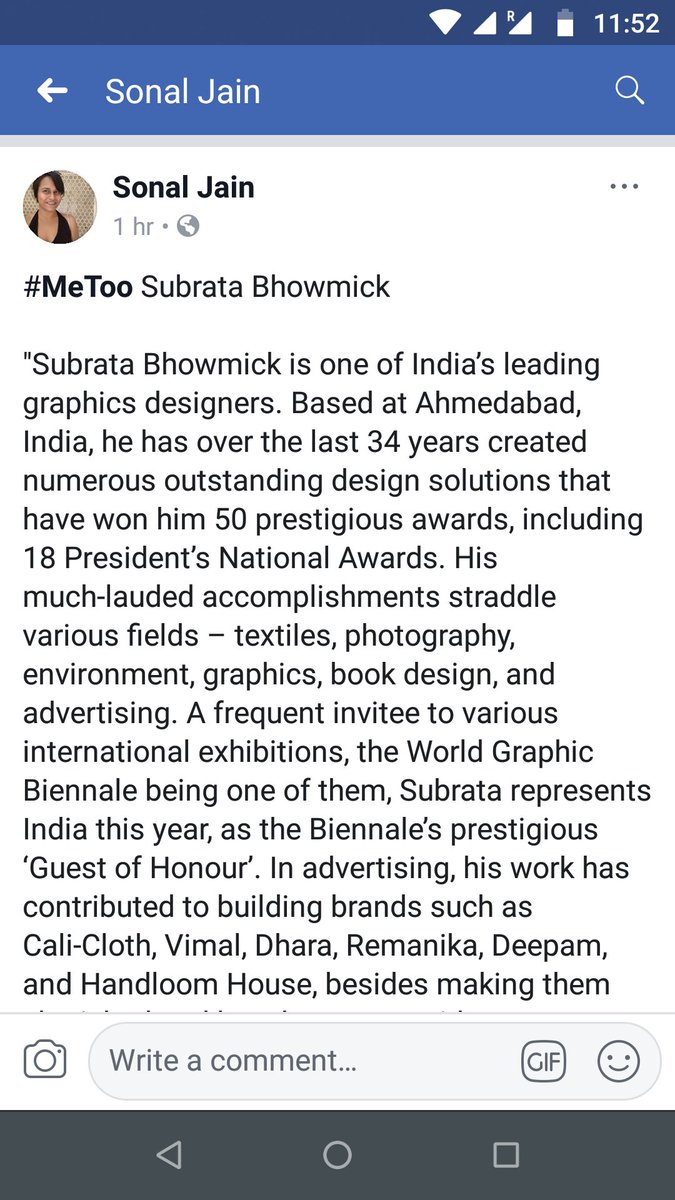 R 11:52
Sonal Jain
Sonal Jain
1 hr •
#MeToo Subrata Bhowmick
"Subrata Bhowmick is one of India’s leading
graphics designers. Based at Ahmedabad,
India, he has over the last 34 years created
numerous outstanding design solutions that
have won him 50 prestigious awards, including
18 President’s National Awards. His
much-lauded accomplishments straddle
various fields – textiles, photography,
environment, graphics, book design, and
advertising. A frequent invitee to various
international exhibitions, the World Graphic
Biennale being one of them, Subrata represents
India this year, as the Biennale’s prestigious
‘Guest of Honour’. In advertising, his work has
contributed to building brands such as
Cali-Cloth, Vimal, Dhara, Remanika, Deepam,
and Handloom House, besides making them
Write a comment...
GIF